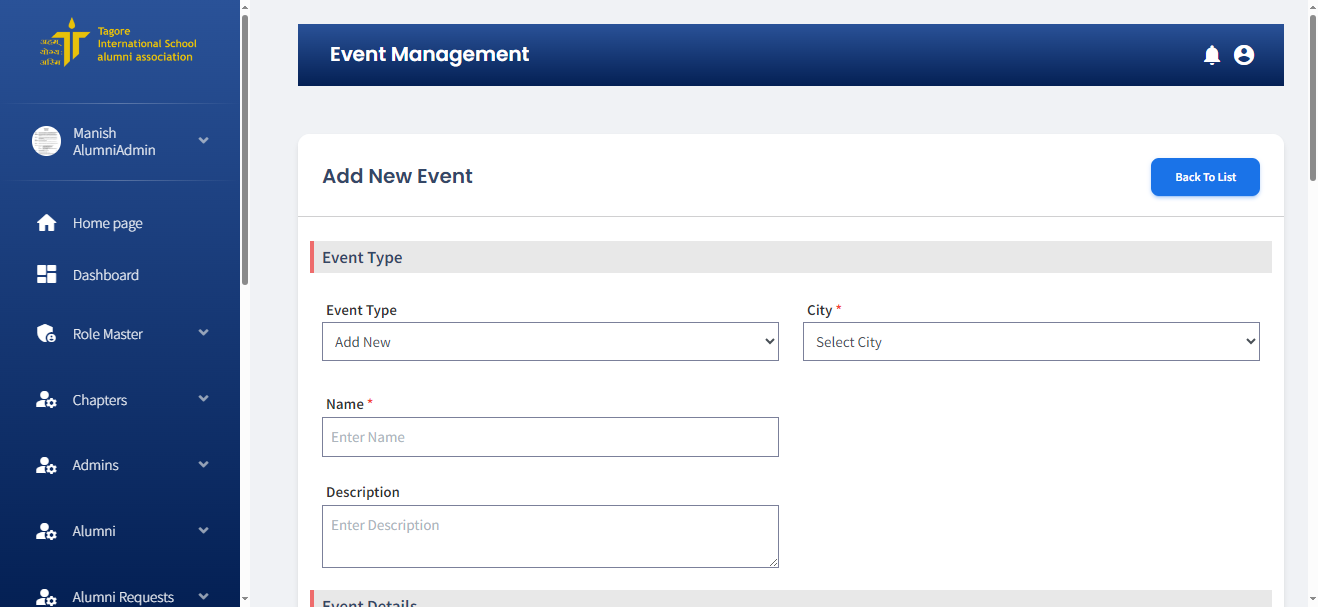 अहम्
योग्यः
अस्मि
Tagore
International School
alumni association
Manish
AlumniAdmin
Home page
Dashboard
Role Master
Chapters
Admins
Alumni
Alumni Requests
Event Management
Add New Event
Back To List
Event Type
Event Type
City *
Add New
Select City
Name *
Enter Name
Description
Enter Description
Event Details